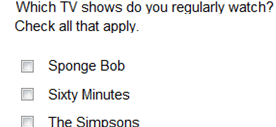 Which TV shows do you regularly watch?
Check all that apply.
Sponge Bob
Sixty Minutes
The Simpsons